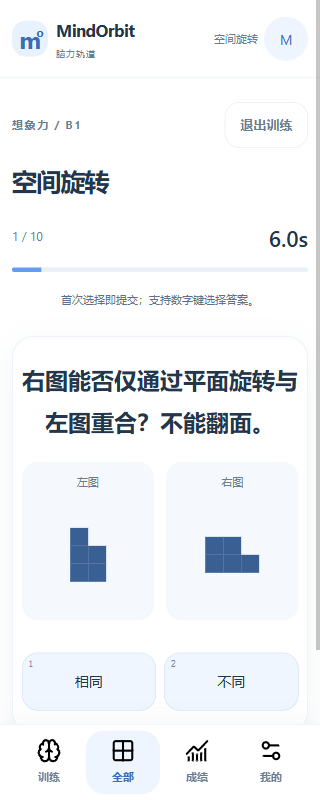 m°
MindOrbit
脑力轨道
空间旋转
M
想象力 / B1
退出训练
空间旋转
1 / 10
6.0s
首次选择即提交；支持数字键选择答案。
右图能否仅通过平面旋转与
左图重合？不能翻面。
左图
右图
1
相同
2
不同
训练
全部
成绩
我的